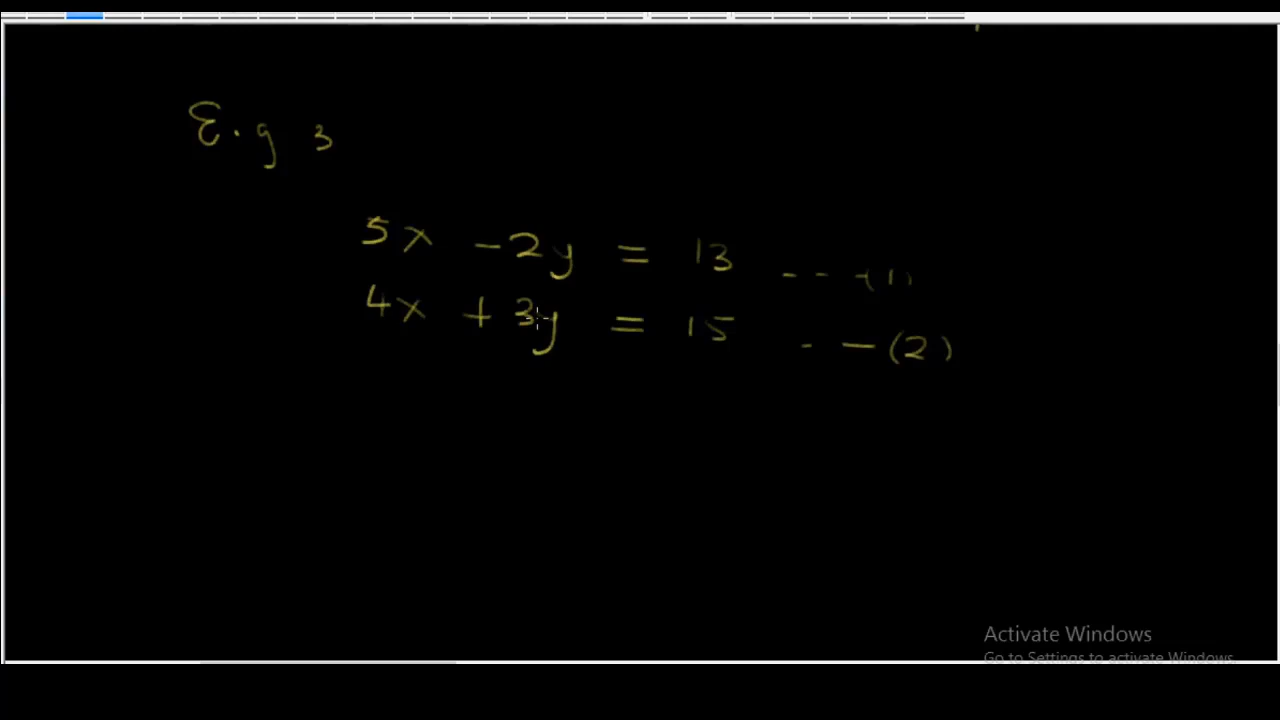 E.g 3
5x - 2y = 13 -- -(1)
4x + 3y = 15 - -(2)
Activate Windows
Go to Settings to activate Windows.